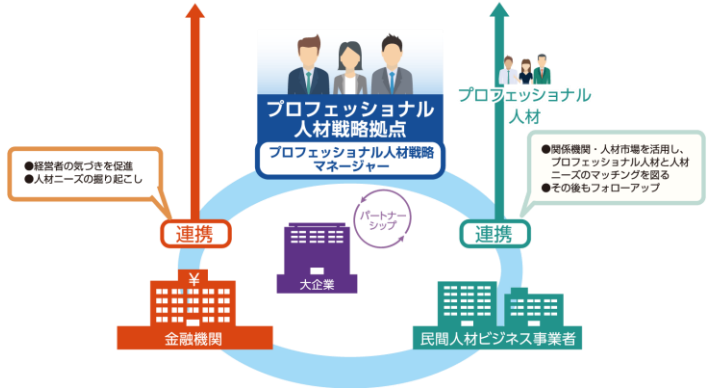 プロフェッショナル
人材戦略拠点
プロフェッショナル人材戦略
マネージャー
プロフェッショナル
人材
●経営者の気づきを促進
●人材ニーズの掘り起こし
●関係機関・人材市場を活用し、
プロフェッショナル人材と人材
ニーズのマッチングを図る
●その後もフォローアップ
パートナー
シップ
連携
連携
¥
大企業
金融機関
民間人材ビジネス事業者